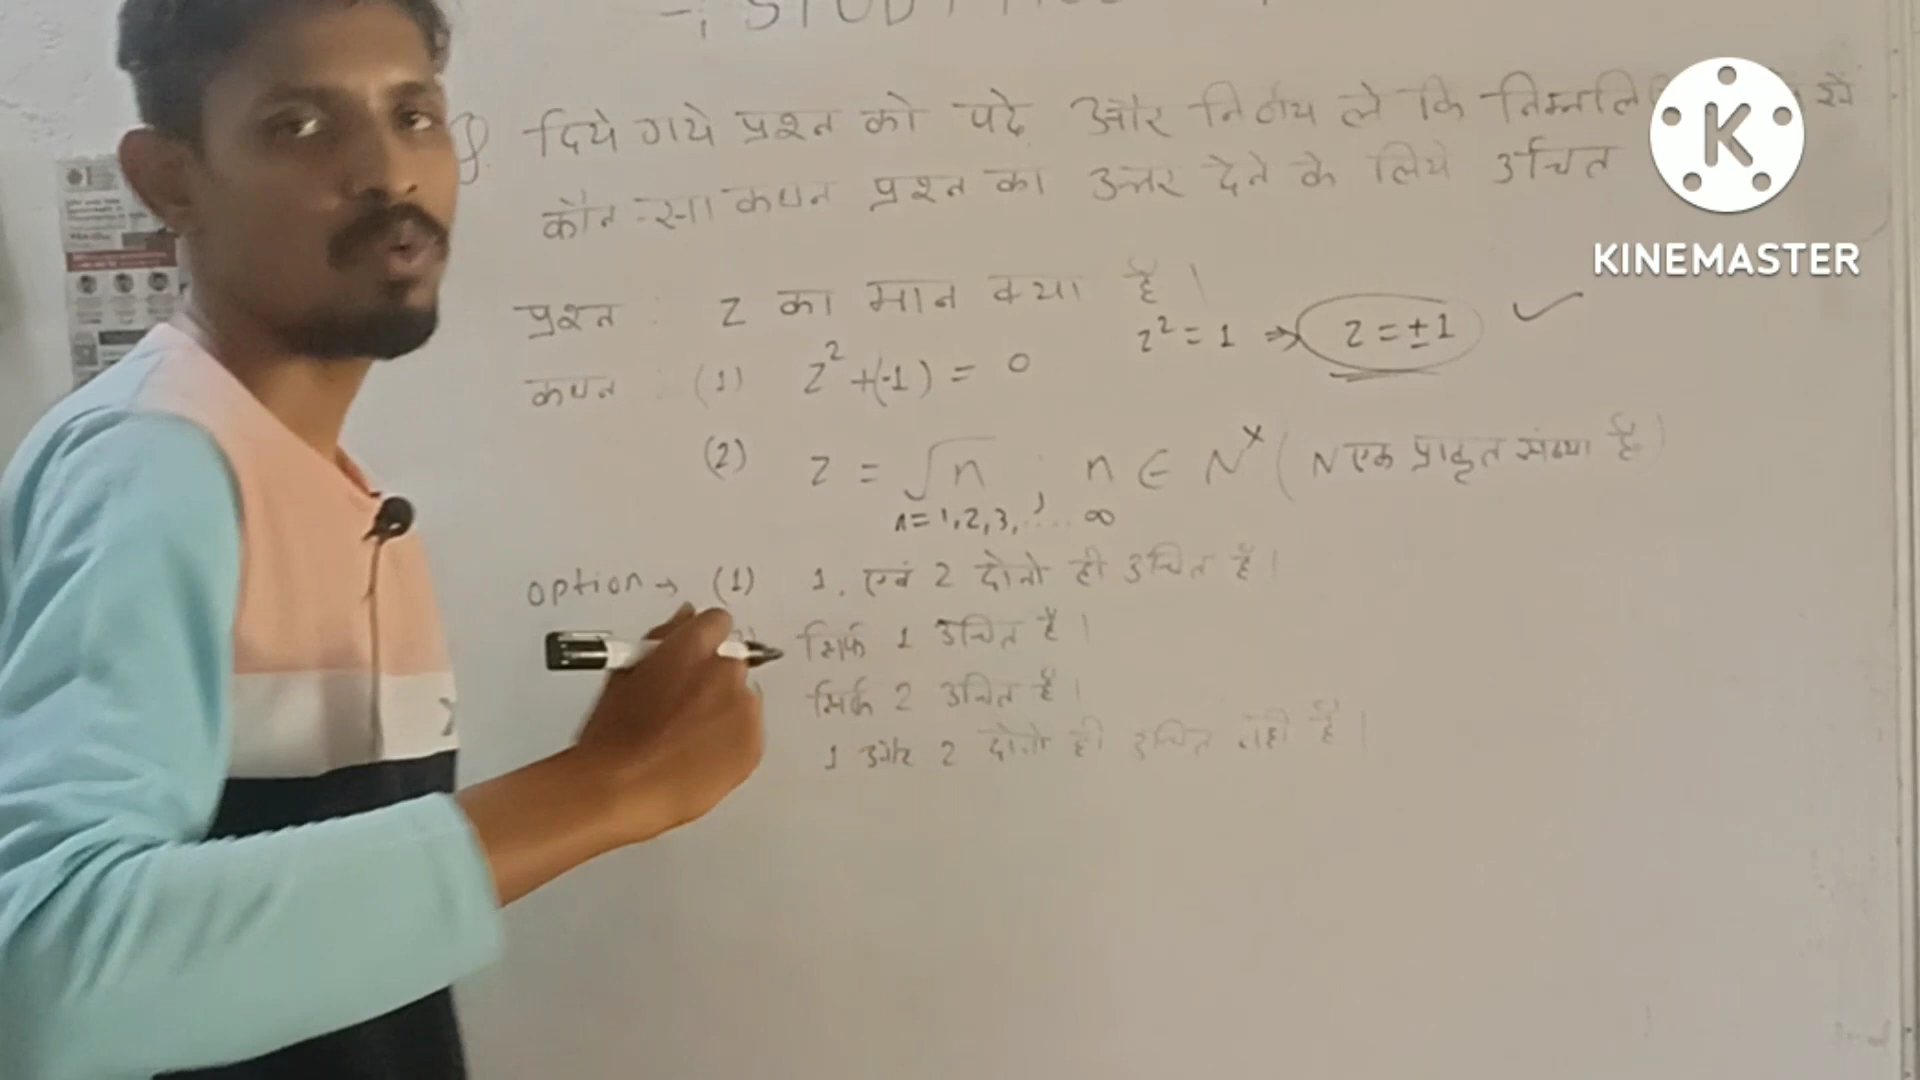 दिये गये प्रश्न को पढे और निर्णय ले कि
कौन-सा कथन प्रश्न का उत्तर देने के लिये उचित
KINEMASTER
प्रश्न : Z का मान क्या है।
z² = 1 ⇒ z = ±1 ✓
कथन : (1) Z² + (-1) = 0
(2) Z = √n ; n ∈ N ( N एक प्राकृत संख्या है )
n = 1, 2, 3, ... ∞
option → (1) 1. एवं 2 दोनो ही उचित है।
सिर्फ 1 उचित है।
सिर्फ 2 उचित है।
1 और 2 दोनो ही उचित नही है।